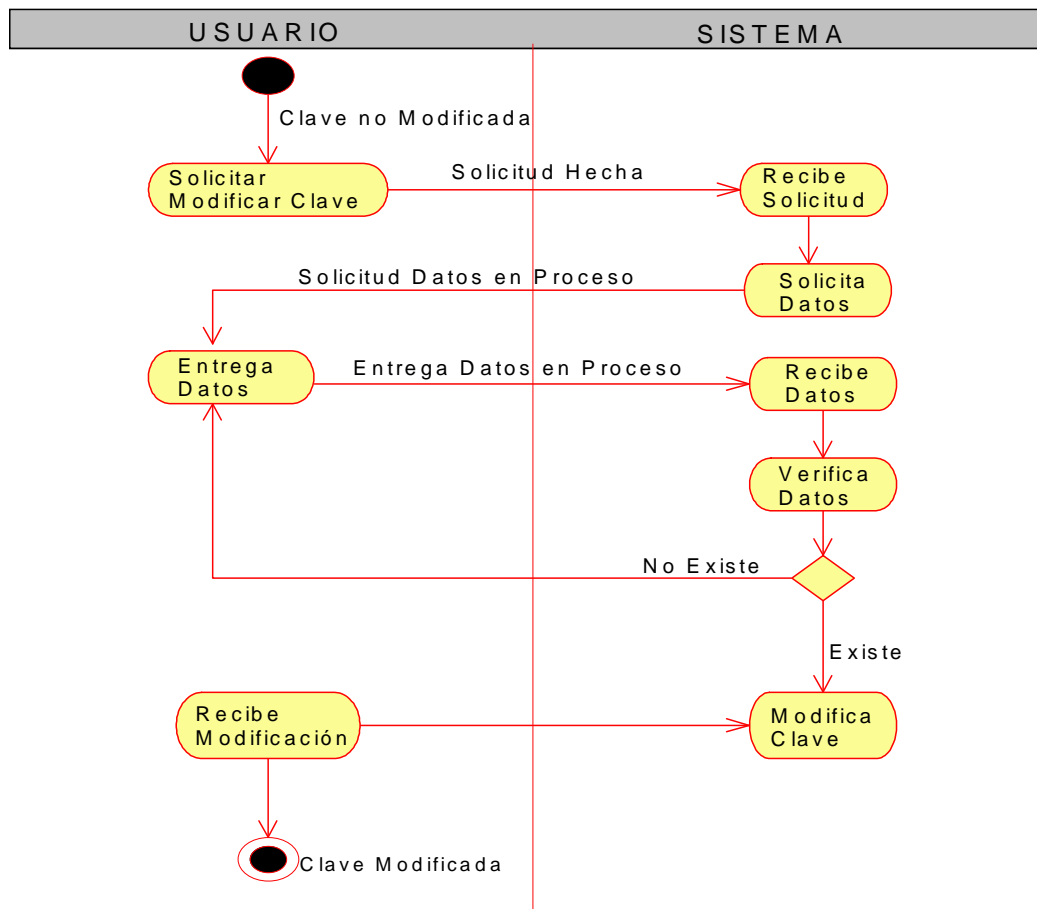 USUARIO
SISTEMA
Clave no Modificada
Solicitar
Modificar Clave
Solicitud Hecha
Recibe
Solicitud
Solicitud Datos en Proceso
Solicita
Datos
Entrega
Datos
Entrega Datos en Proceso
Recibe
Datos
Verifica
Datos
No Existe
Existe
Recibe
Modificación
Modifica
Clave
Clave Modificada